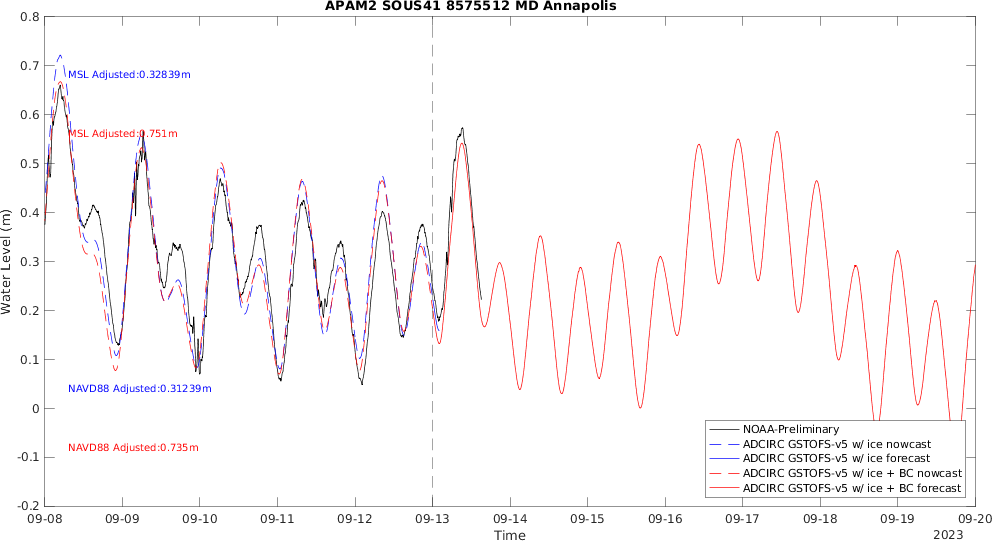 APAM2 SOUS41 8575512 MD Annapolis
0.8
0.7
MSL Adjusted:0.32839m
0.6
MSL Adjusted:0.751m
0.5
0.4
Water Level (m)
0.3
0.2
0.1
NAVD88 Adjusted:0.31239m
0
NAVD88 Adjusted:0.735m
-0.1
-0.2
NOAA-Preliminary
ADCIRC GSTOFS-v5 w/ ice nowcast
ADCIRC GSTOFS-v5 w/ ice forecast
ADCIRC GSTOFS-v5 w/ ice + BC nowcast
ADCIRC GSTOFS-v5 w/ ice + BC forecast
09-08 09-09 09-10 09-11 09-12 09-13 09-14 09-15 09-16 09-17 09-18 09-19 09-20
Time
2023